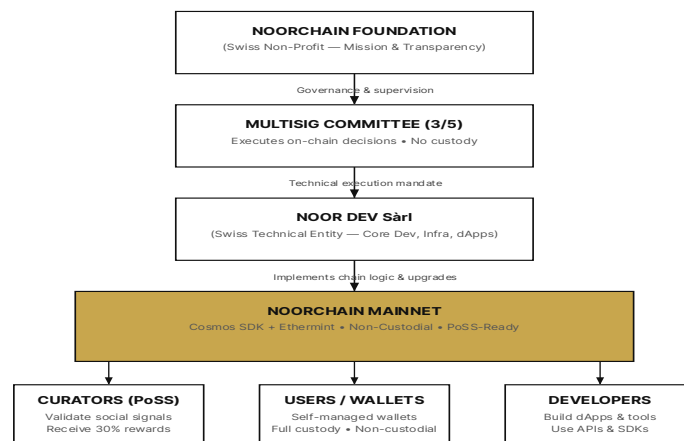 NOORCHAIN FOUNDATION
(Swiss Non-Profit — Mission & Transparency)
Governance & supervision
MULTISIG COMMITTEE (3/5)
Executes on-chain decisions • No custody
Technical execution mandate
NOOR DEV Sàrl
(Swiss Technical Entity — Core Dev, Infra, dApps)
Implements chain logic & upgrades
NOORCHAIN MAINNET
Cosmos SDK + Ethermint • Non-Custodial • PoSS-Ready
CURATORS (PoSS)
Validate social signals
Receive 30% rewards
USERS / WALLETS
Self-managed wallets
Full custody • Non-custodial
DEVELOPERS
Build dApps & tools
Use APIs & SDKs